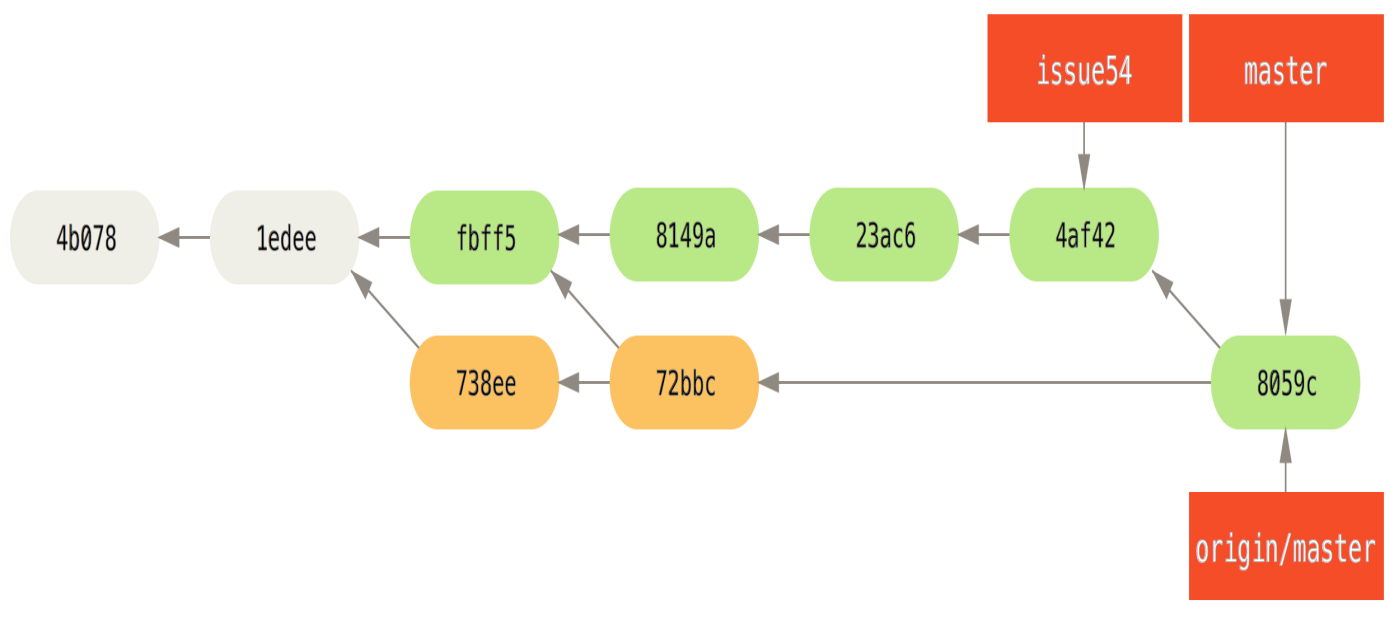 issue54
master
4b078
1edee
fbff5
8149a
23ac6
4af42
738ee
72bbc
8059c
origin/master